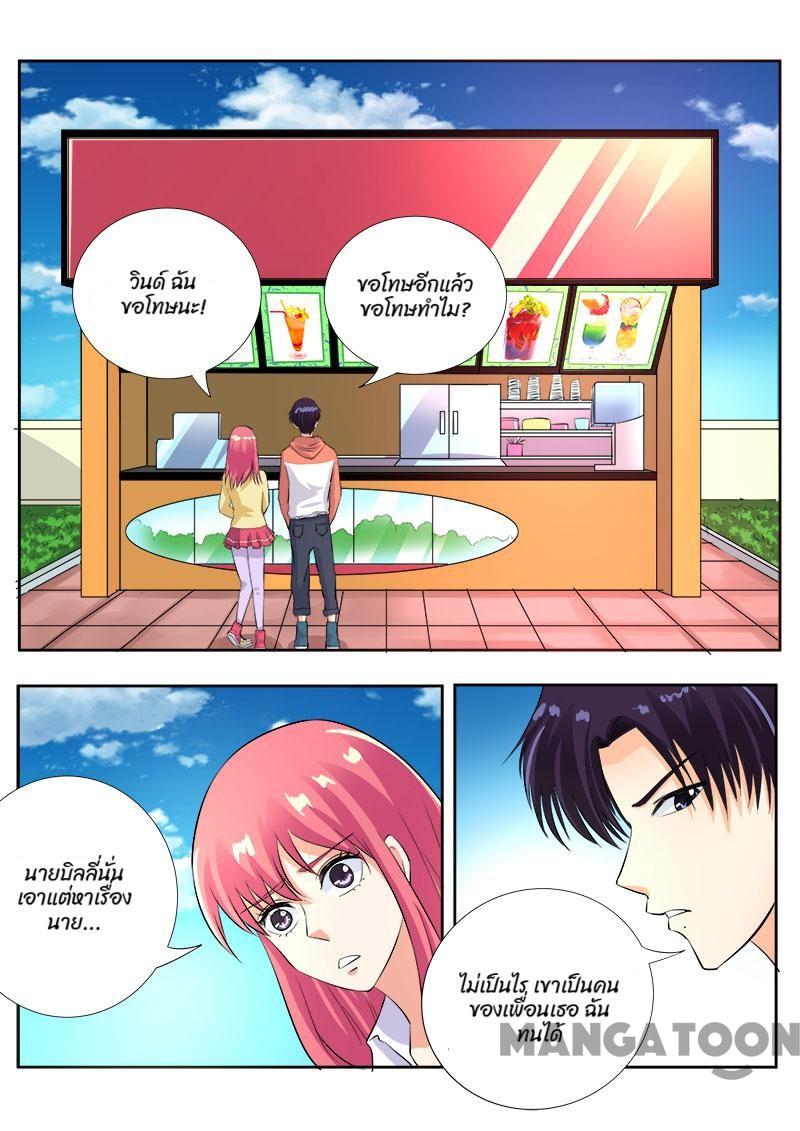 วินด์ ฉัน
ขอโทษนะ!
ขอโทษอีกแล้ว
ขอโทษทำไม?
นายบิลลี่นั่น
เอาแต่หาเรื่อง
นาย...
ไม่เป็นไร เขาเป็นคน
ของเพื่อนเธอ ฉัน
ทนได้
MANGATOON